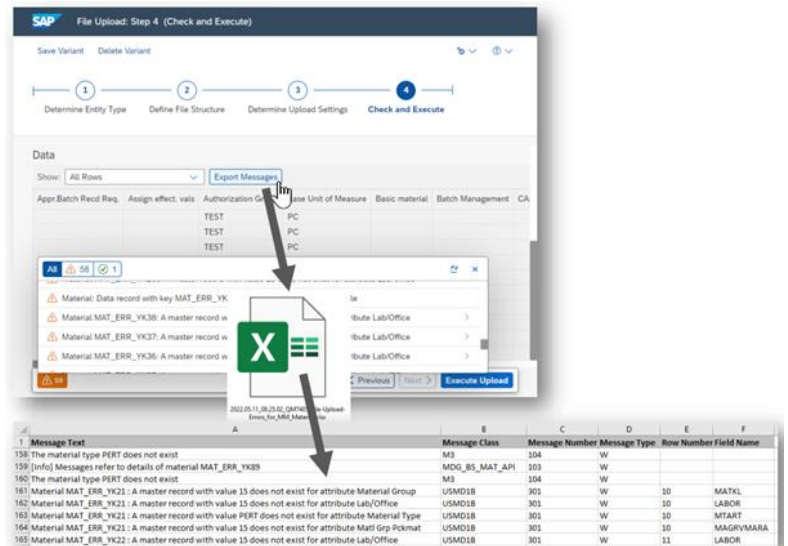 SAP File Upload: Step 4 (Check and Execute)
Save Variant Delete Variant
1 2 3 4
Determine Entity Type Define File Structure Determine Upload Settings Check and Execute
Data
Show: All Rows Export Messages
Appr.Batch Recd Req. Assign effect. vals Authorization Base Unit of Measure Basic material Batch Management CA
TEST PC
TEST PC
TEST PC
All 58 1
Material: Data record with key MAT_ERR_YK
Material MAT_ERR_YK38: A master record w ribute Lab/Office
Material MAT_ERR_YK37: A master record w ribute Lab/Office
Material MAT_ERR_YK36: A master record w ribute Lab/Office
X
58 Previous Next Execute Upload
Errors_for_MM_Material.xlsx
A B C D E F
1 Message Text Message Class Message Number Message Type Row Number Field Name
158 The material type PERT does not exist M3 104 W
159 [Info] Messages refer to details of material MAT_ERR_YK89 MDG_BS_MAT_API 103 W
160 The material type PERT does not exist M3 104 W
161 Material MAT_ERR_YK21 : A master record with value 15 does not exist for attribute Material Group USMD1B 301 W 10 MATKL
162 Material MAT_ERR_YK21 : A master record with value 15 does not exist for attribute Lab/Office USMD1B 301 W 10 LABOR
163 Material MAT_ERR_YK21 : A master record with value PERT does not exist for attribute Material Type USMD1B 301 W 10 MTART
164 Material MAT_ERR_YK21 : A master record with value 15 does not exist for attribute Matl Grp Pckmat USMD1B 301 W 10 MAGRVMARA
165 Material MAT_ERR_YK22 : A master record with value 15 does not exist for attribute Lab/Office USMD1B 301 W 11 LABOR